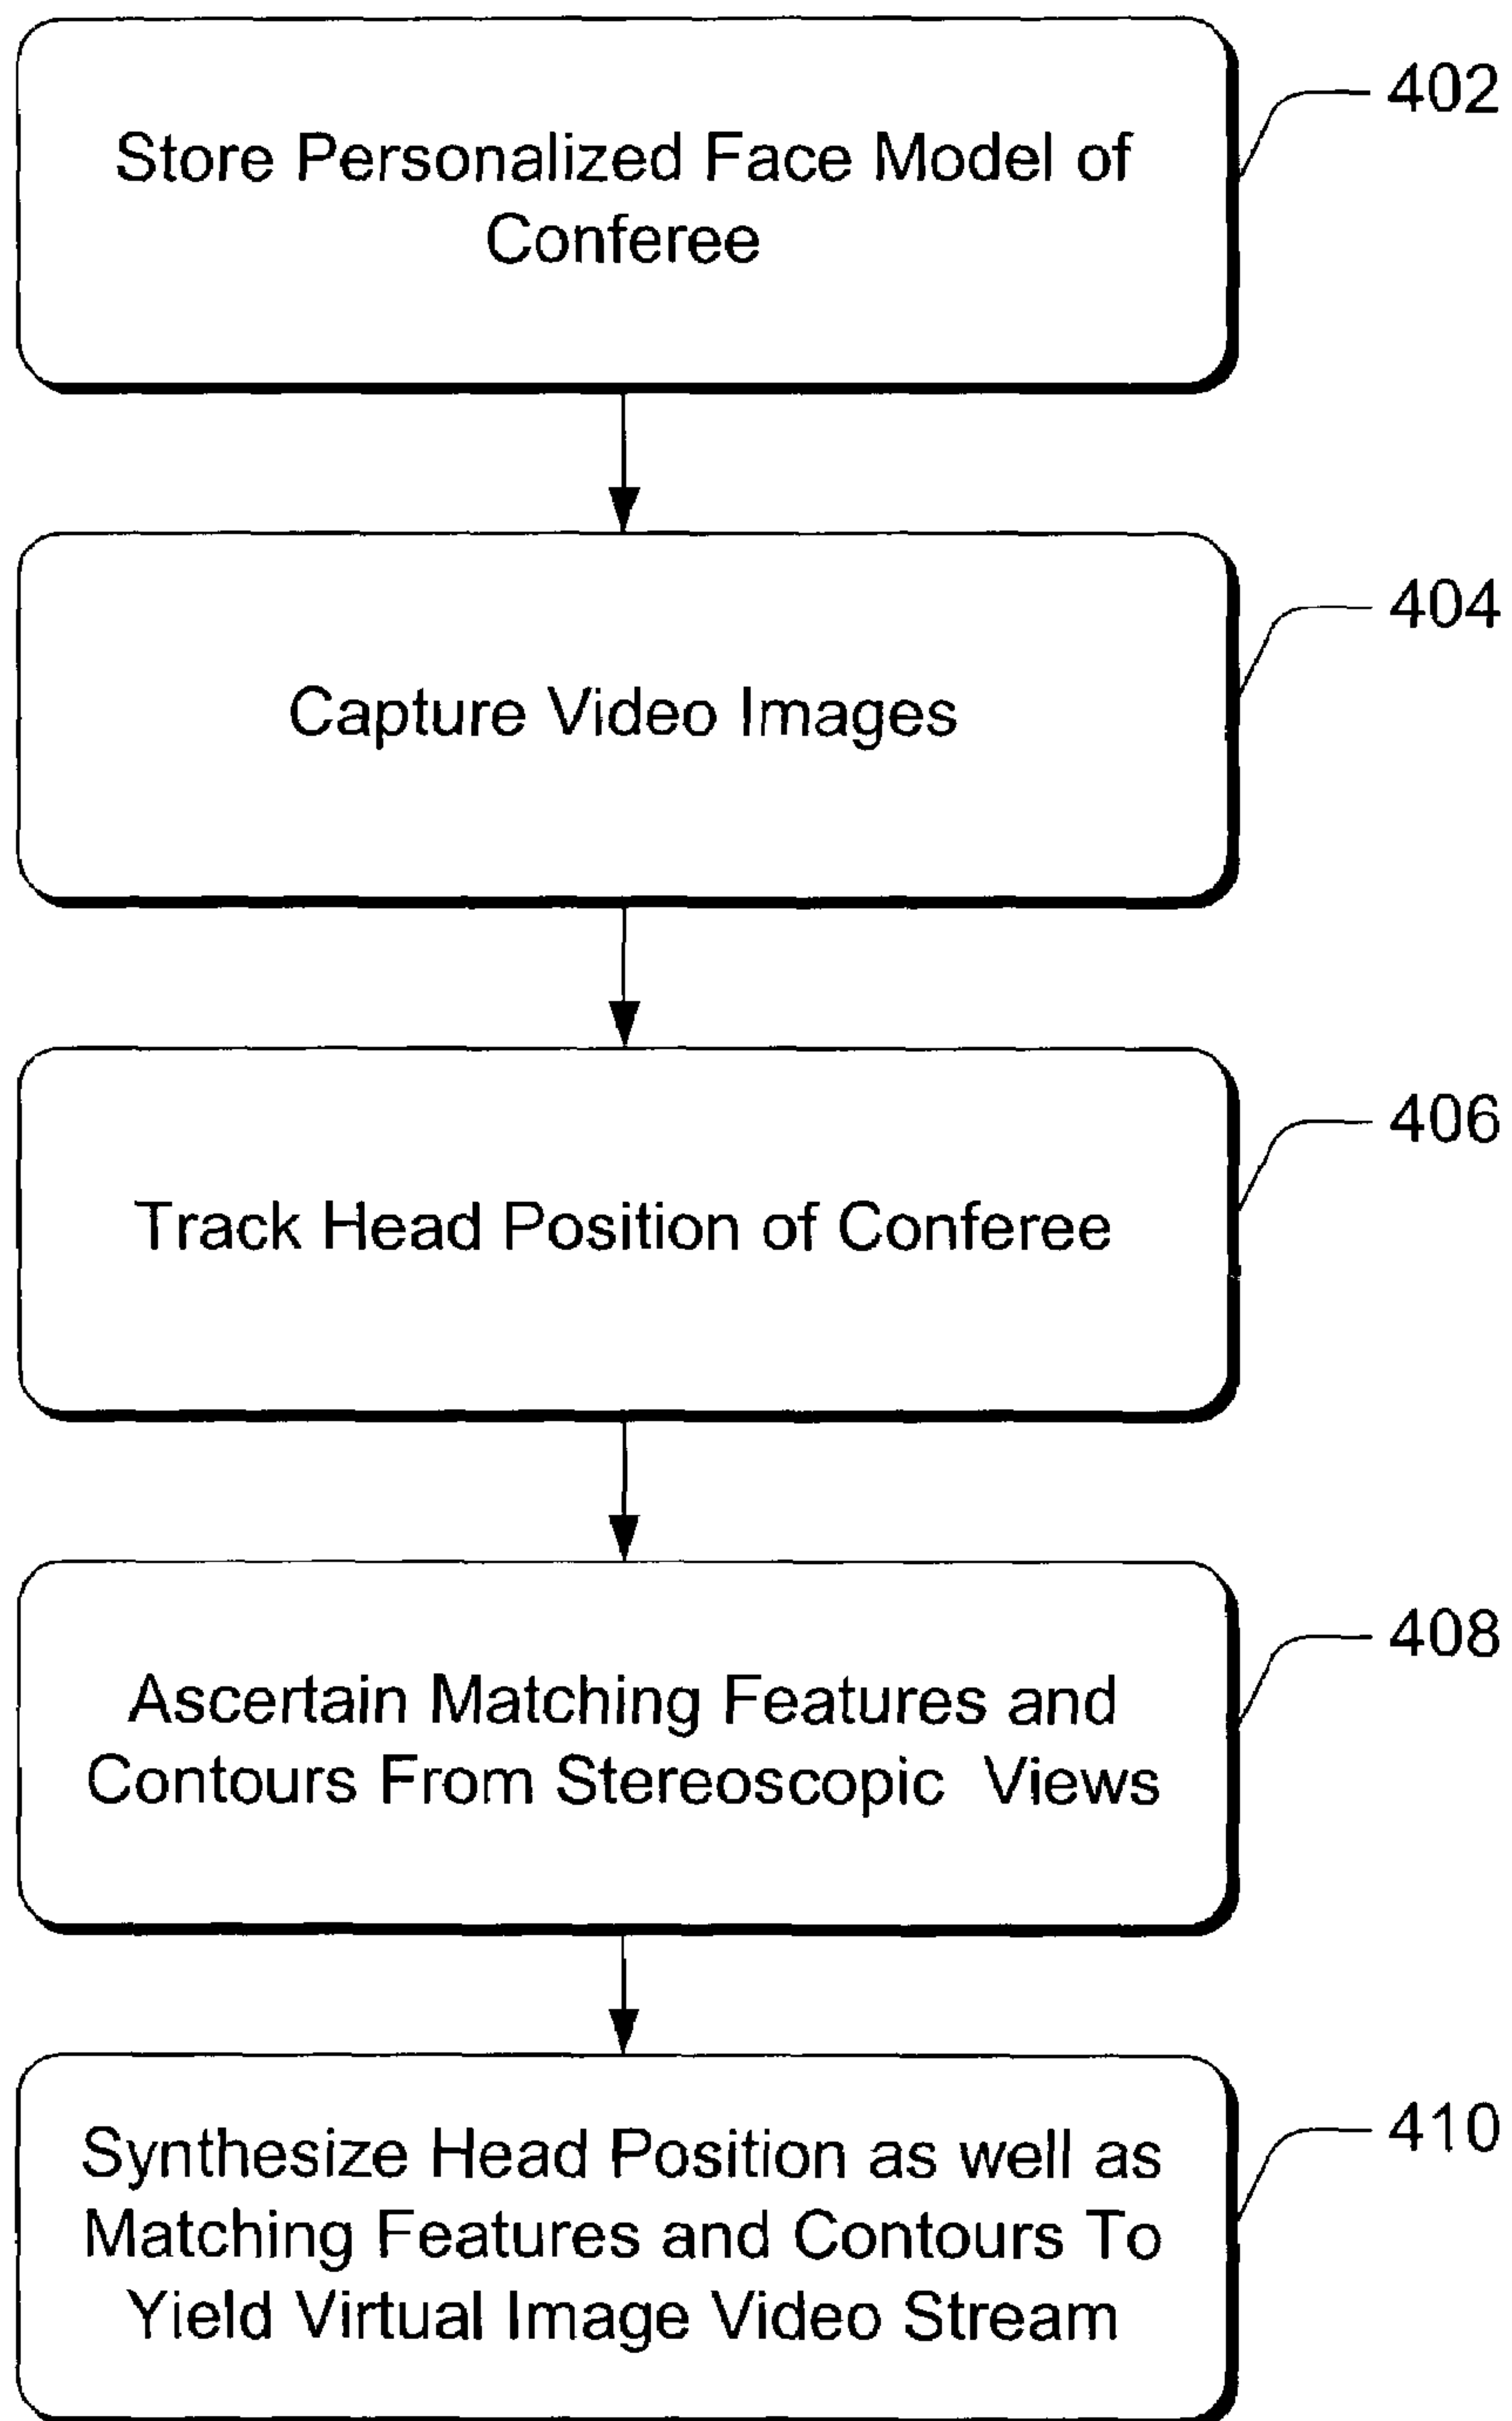 402
Store Personalized Face Model of
Conferee
404
Capture Video Images
406
Track Head Position of Conferee
408
Ascertain Matching Features and
Contours From Stereoscopic Views
410
Synthesize Head Position as well as
Matching Features and Contours To
Yield Virtual Image Video Stream